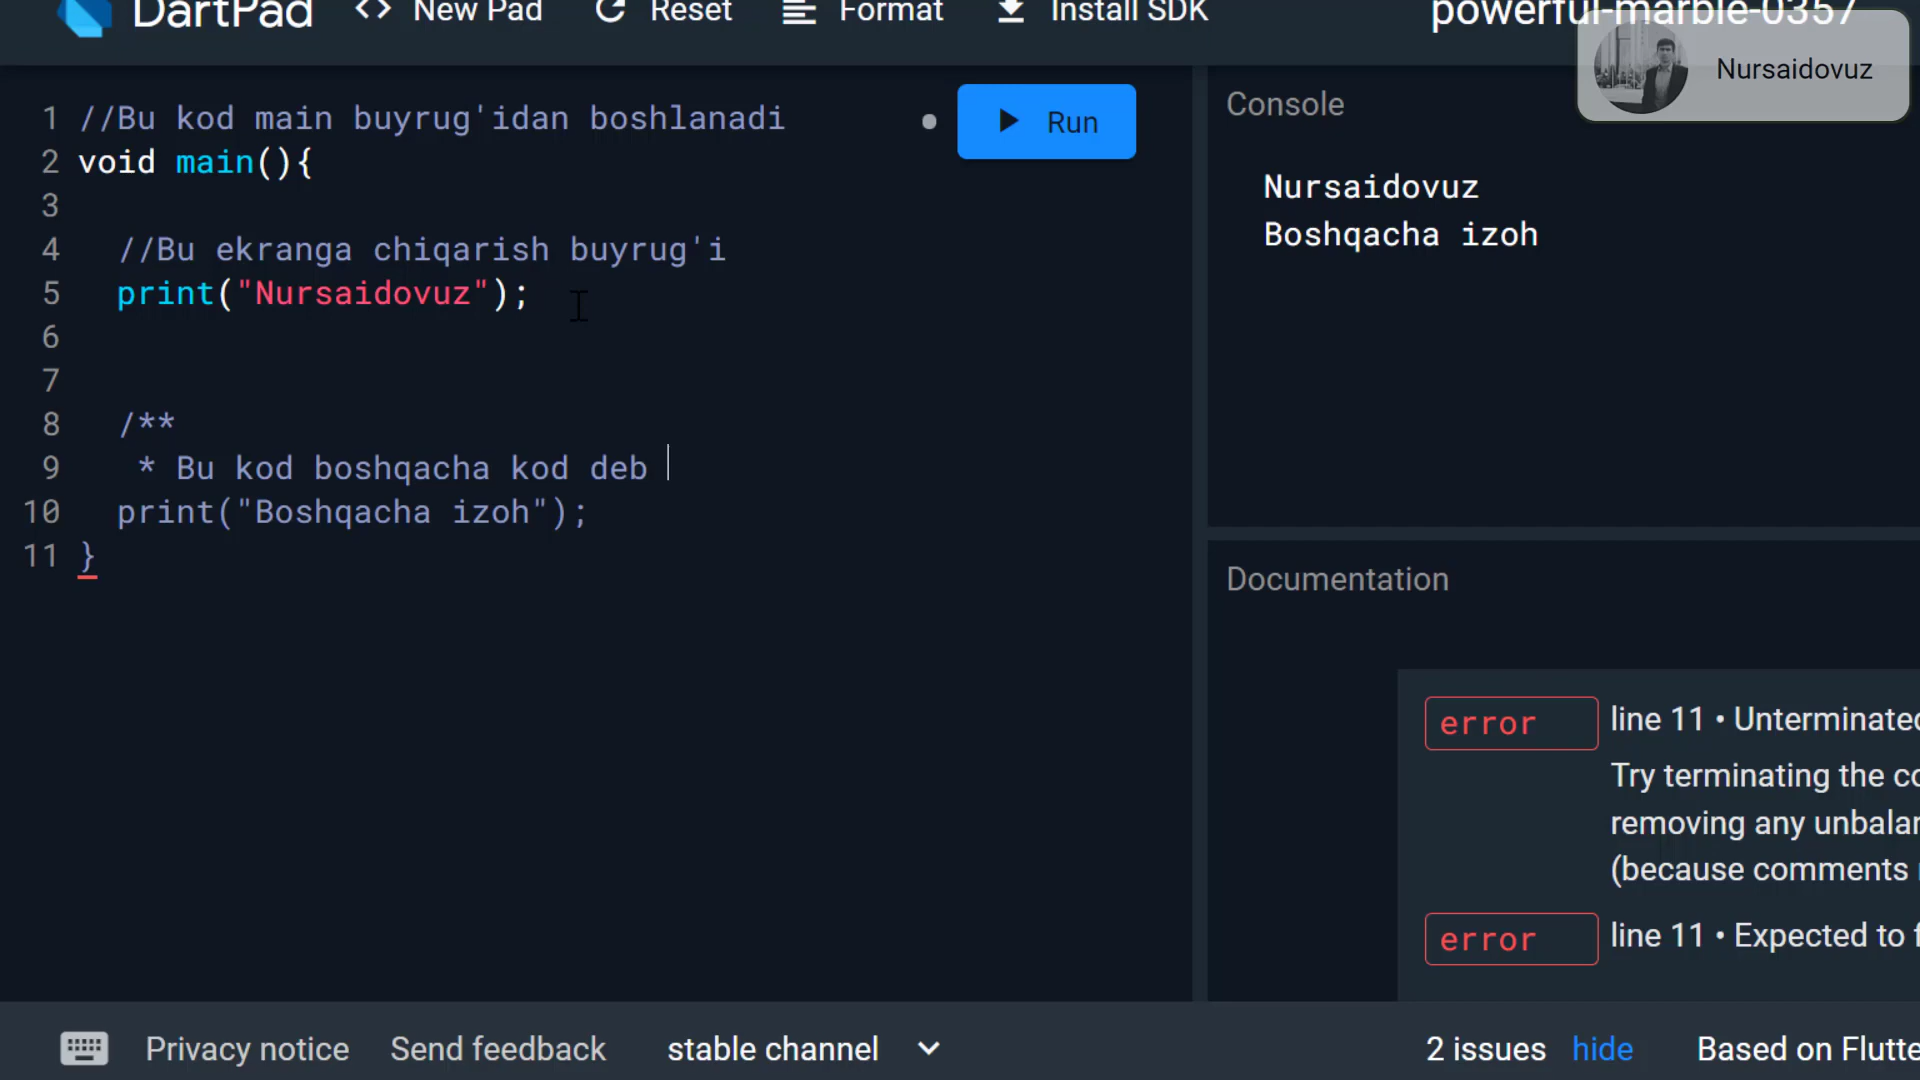 DartPad
<> New Pad
Reset
Format
Install SDK
powerful-marble-0357
Nursaidovuz
1 //Bu kod main buyrug'idan boshlanadi
2 void main(){
3
4 //Bu ekranga chiqarish buyrug'i
5 print("Nursaidovuz");
6
7
8 /**
9 * Bu kod boshqacha kod deb
10 print("Boshqacha izoh");
11 }
Run
Console
Nursaidovuz
Boshqacha izoh
Documentation
error line 11 • Unterminated
Try terminating the
removing any
(because comments
error line 11 • Expected to
Privacy notice
Send feedback
stable channel
2 issues hide
Based on